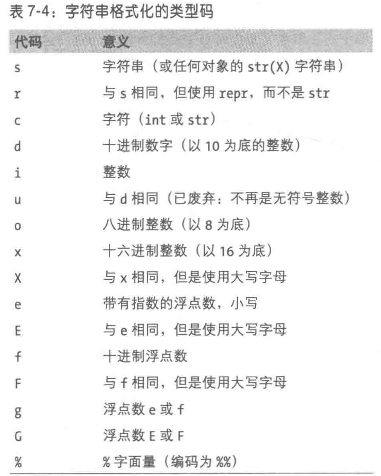 表 7-4：字符串格式化的类型码
代码 意义
s 字符串（或任何对象的 str(X) 字符串）
r 与 s 相同，但使用 repr，而不是 str
c 字符（int 或 str）
d 十进制数字（以 10 为底的整数）
i 整数
u 与 d 相同（已废弃：不再是无符号整数）
o 八进制整数（以 8 为底）
x 十六进制整数（以 16 为底）
X 与 x 相同，但是使用大写字母
e 带有指数的浮点数，小写
E 与 e 相同，但是使用大写字母
f 十进制浮点数
F 与 f 相同，但是使用大写字母
g 浮点数 e 或 f
G 浮点数 E 或 F
% % 字面量（编码为 %%）